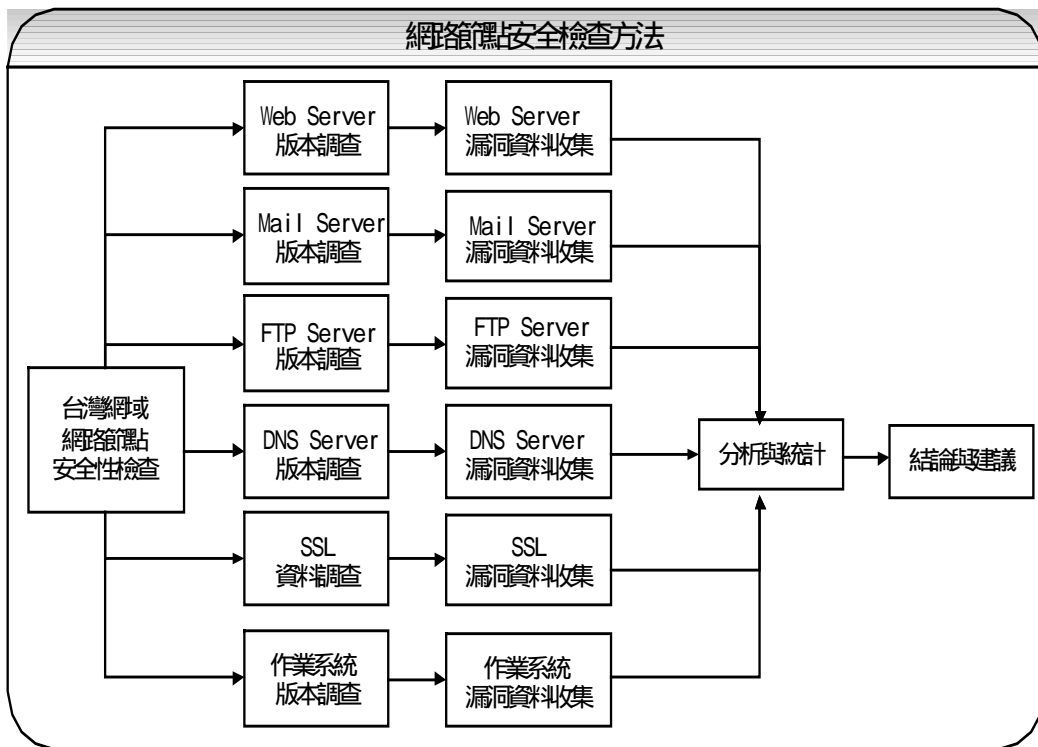 網路節點安全檢查方法
Web Server
版本調查
Web Server
漏洞資料收集
Mail Server
版本調查
Mail Server
漏洞資料收集
FTP Server
版本調查
FTP Server
漏洞資料收集
台灣網域
網路節點
安全性檢查
DNS Server
版本調查
DNS Server
漏洞資料收集
分析與統計
結論與建議
SSL
資料調查
SSL
漏洞資料收集
作業系統
版本調查
作業系統
漏洞資料收集